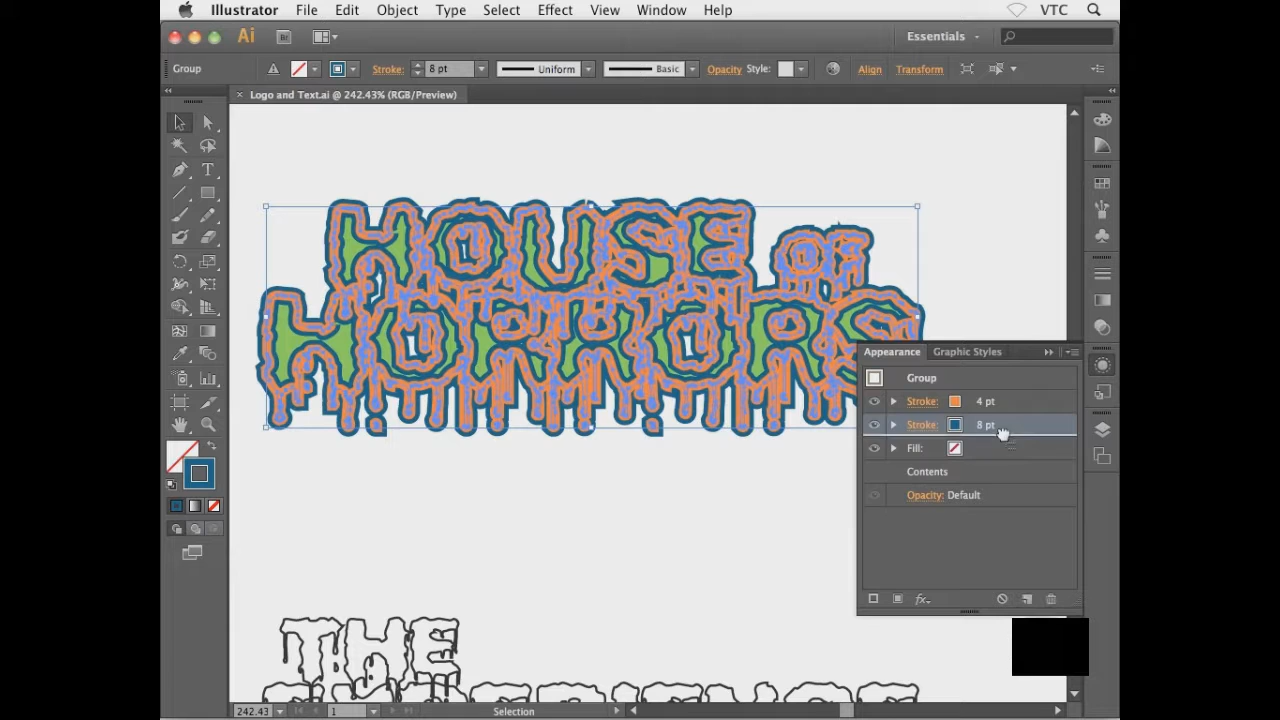 Illustrator File Edit Object Type Select Effect View Window Help VTC
Ai Br Essentials
Group Stroke: 8 pt Uniform Basic Opacity Style: Align Transform
× Logo and Text.ai @ 242.43% (RGB/Preview)
HOUSE OF
HORRORS
Appearance Graphic Styles
Group
Stroke: 4 pt
Stroke: 8 pt
Fill:
Contents
Opacity: Default
fx
THE
242.43 1 Selection